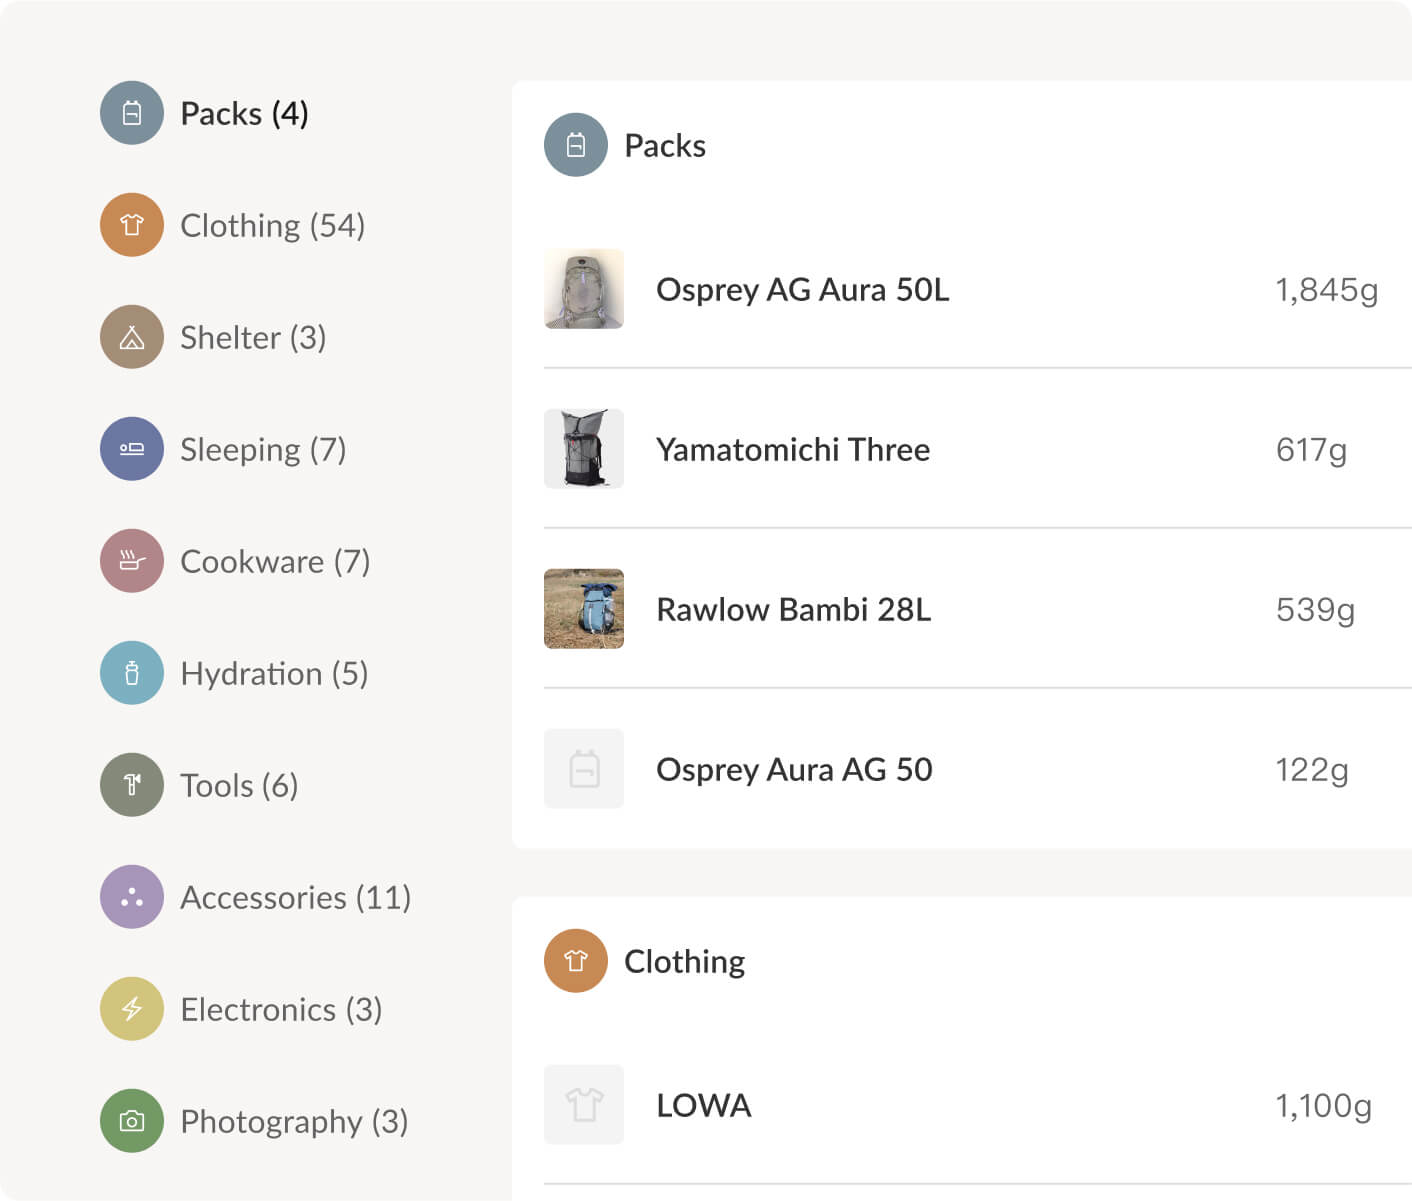 Packs (4)
Clothing (54)
Shelter (3)
Sleeping (7)
Cookware (7)
Hydration (5)
Tools (6)
Accessories (11)
Electronics (3)
Photography (3)
Packs
Osprey AG Aura 50L
1,845g
Yamatomichi Three
617g
Rawlow Bambi 28L
539g
Osprey Aura AG 50
122g
Clothing
LOWA
1,100g